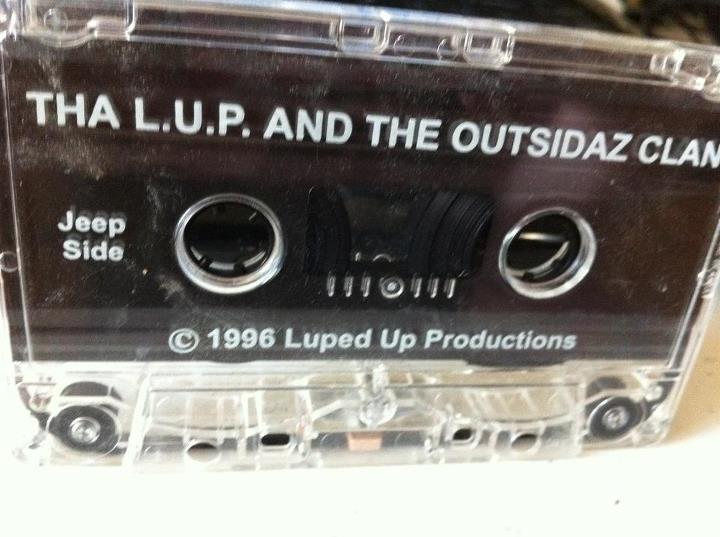 THA L.U.P. AND THE OUTSIDAZ CLAN
Jeep
Side
© 1996 Luped Up Productions